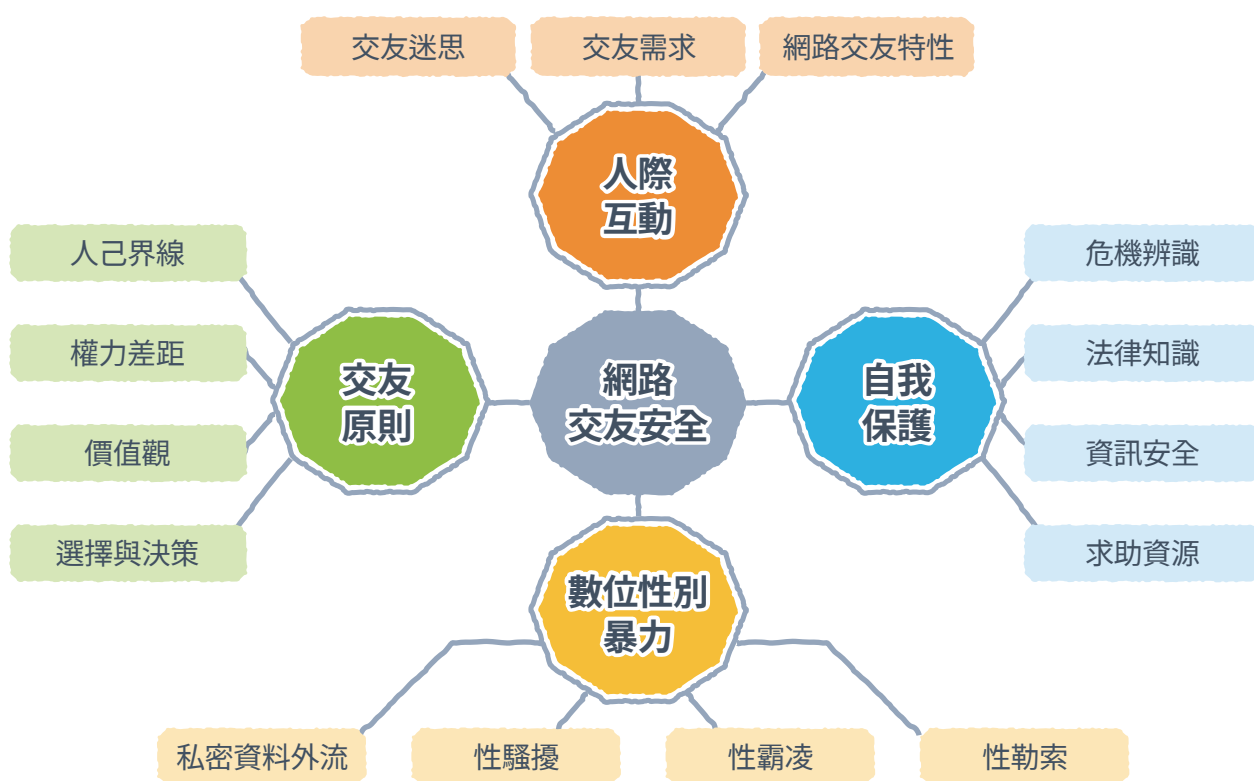 交友迷思
交友需求
網路交友特性
人際
互動
人己界線
權力差距
價值觀
選擇與決策
交友
原則
網路
交友安全
自我
保護
危機辨識
法律知識
資訊安全
求助資源
數位性別
暴力
私密資料外流
性騷擾
性霸凌
性勒索